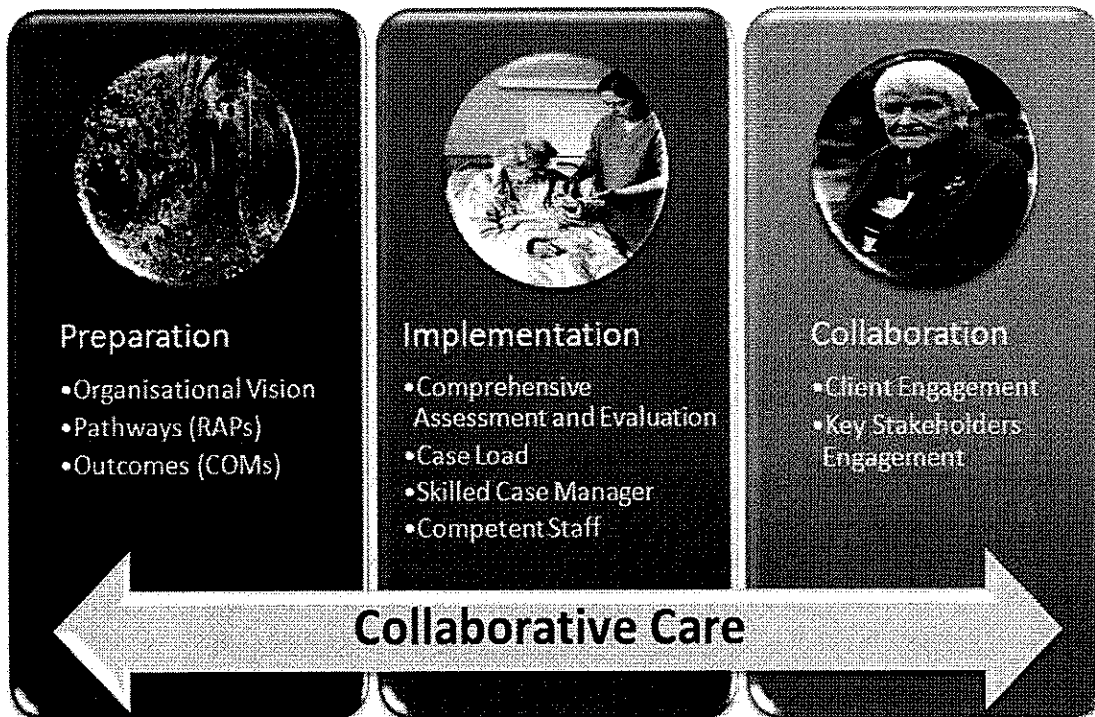 Preparation
•Organisational Vision
•Pathways (RAPs)
•Outcomes (COMs)
Implementation
•Comprehensive
Assessment and Evaluation
•Case Load
•Skilled Case Manager
•Competent Staff
Collaboration
•Client Engagement
•Key Stakeholders
Engagement
Collaborative Care